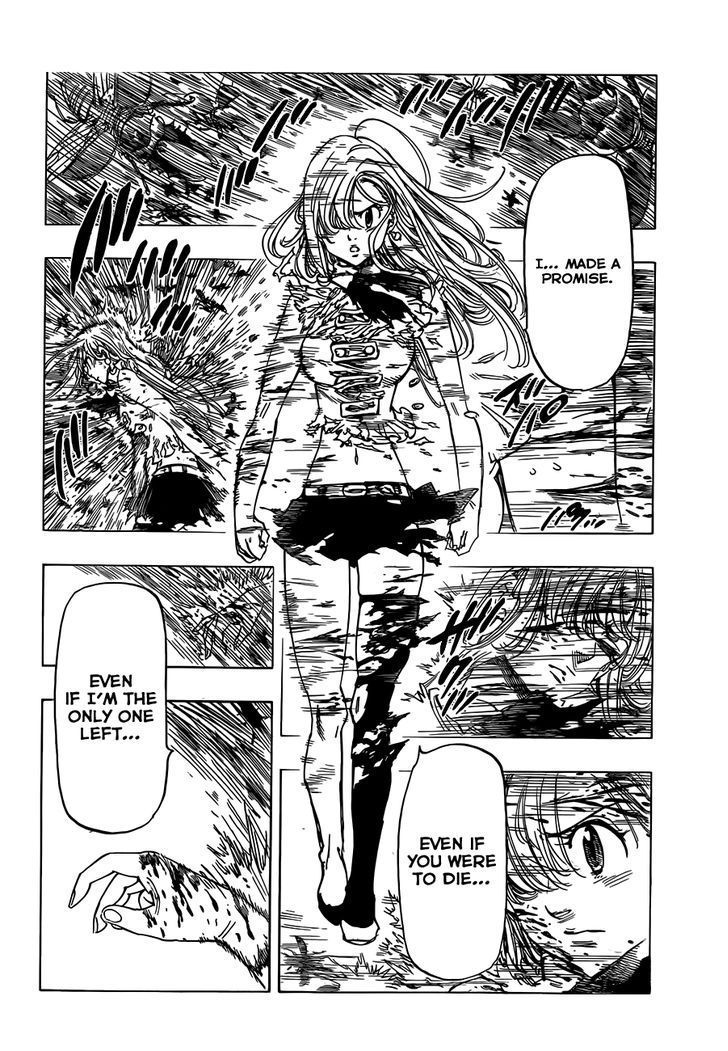 I... MADE A
PROMISE.
EVEN
IF I'M THE
ONLY ONE
LEFT...
EVEN IF
YOU WERE
TO DIE...